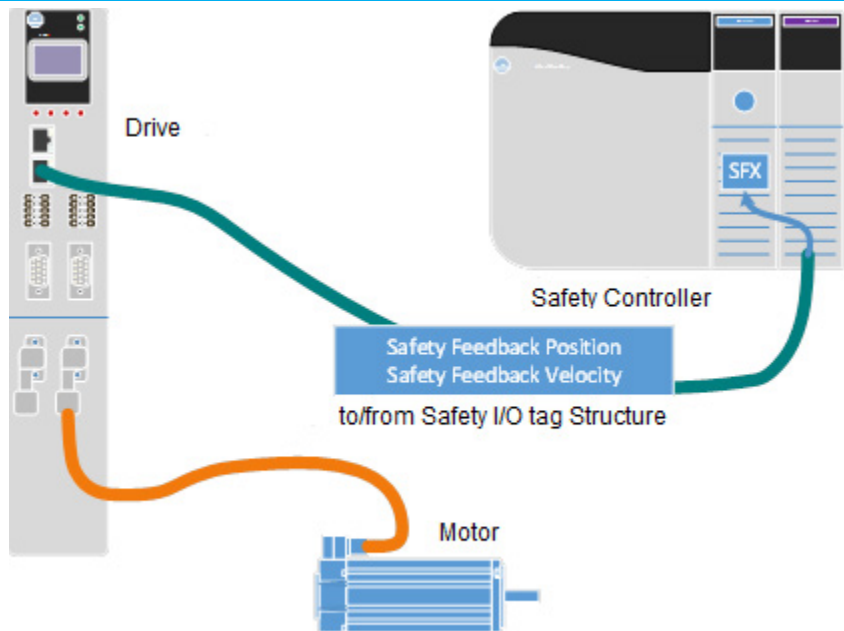 Drive
SFX
Safety Controller
Safety Feedback Position
Safety Feedback Velocity
to/from Safety I/O tag Structure
Motor